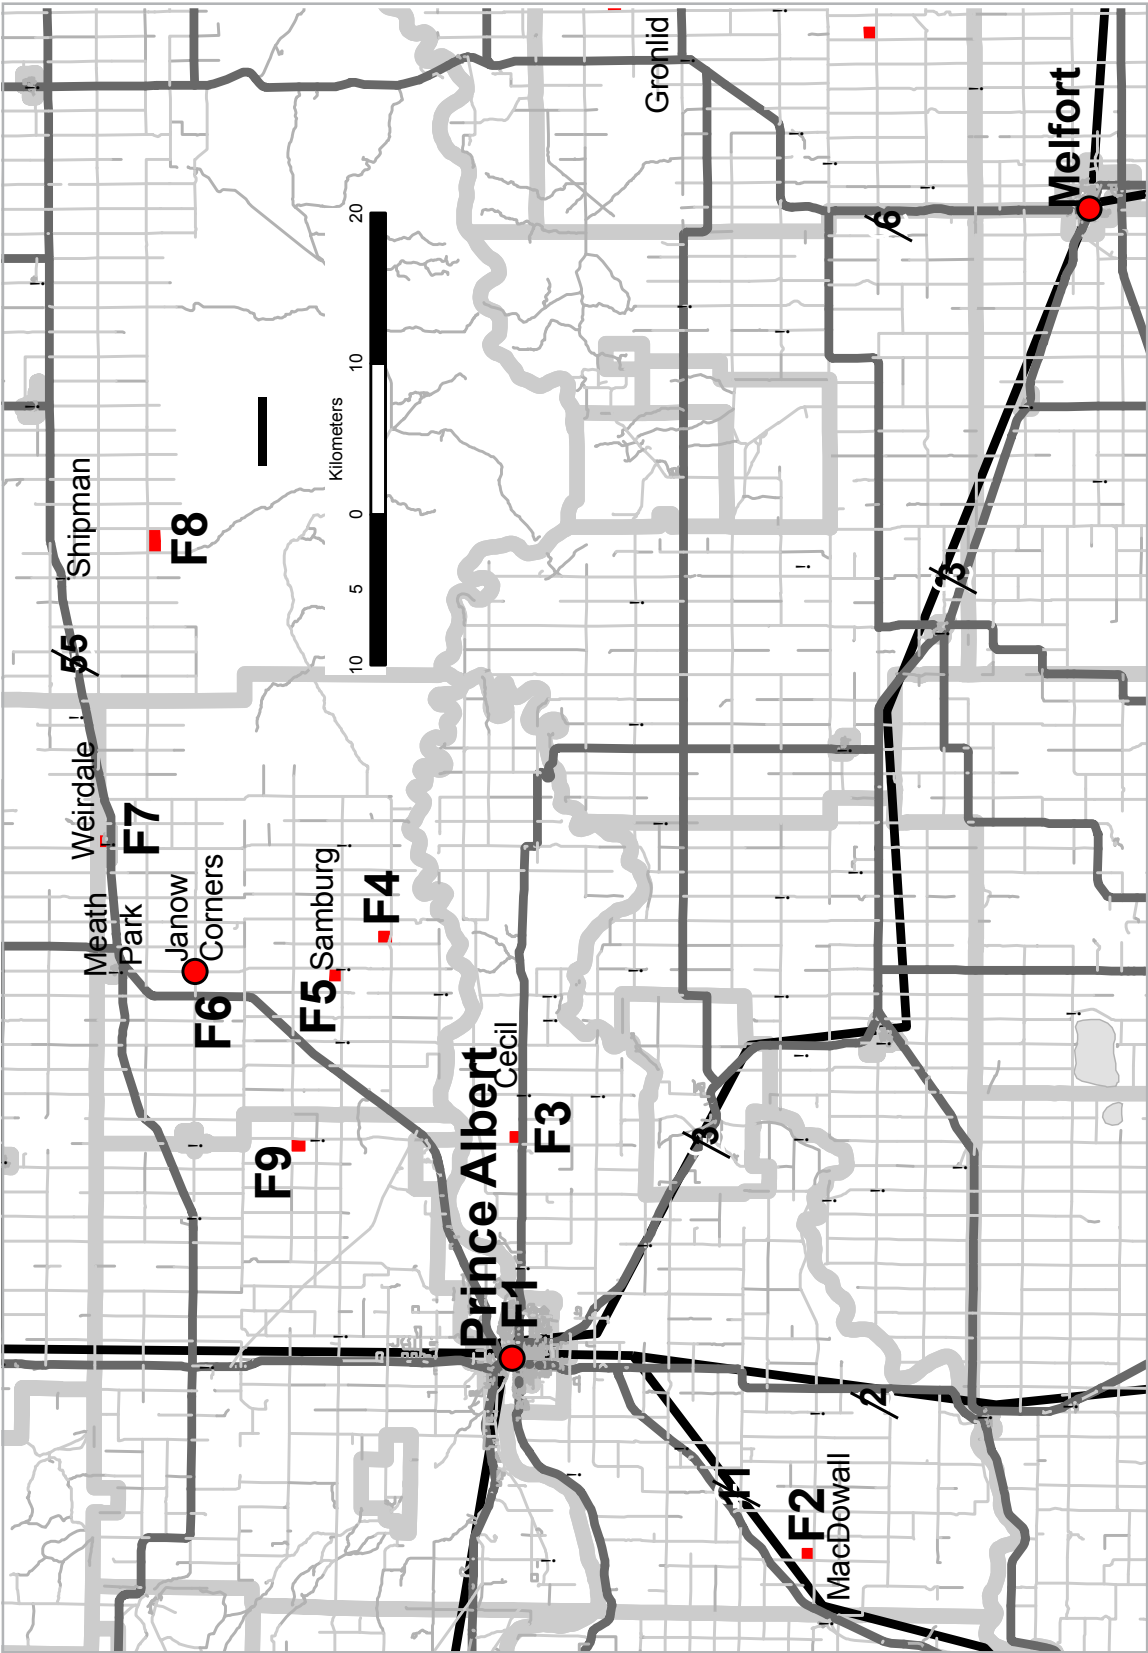 Shipman
F8
55
Weirdale
F7
Meath
Park
Janow
Corners
F6
Samburg
F5
F4
F9
Prince Albert
F1
Cecil
F3
10
5
0
10
20
Kilometers
Gronlid
Melfort
6
3
3
2
11
F2
MacDowall